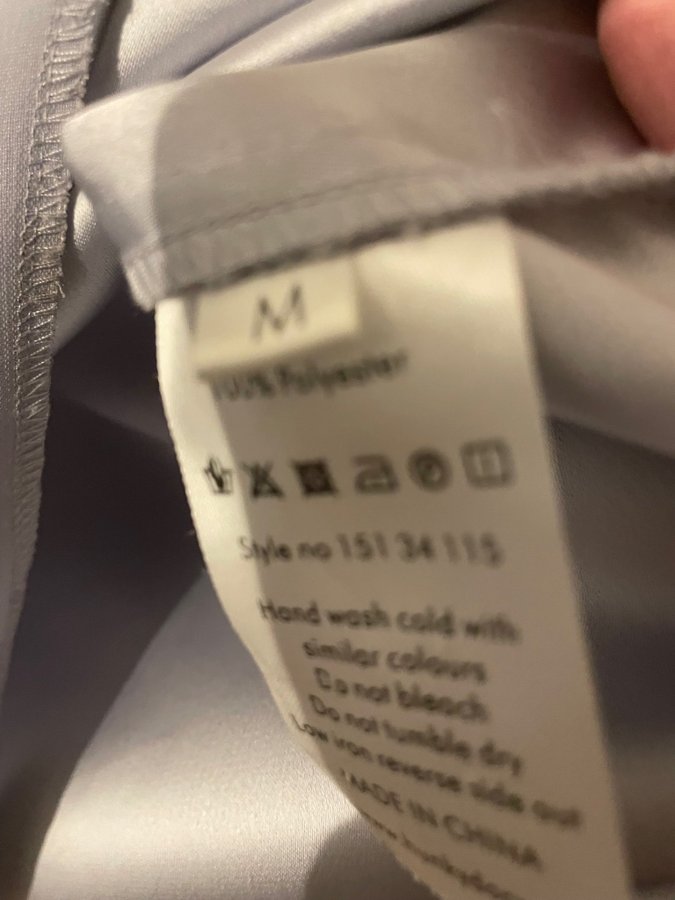 M
100% Polyester
Style no 151 34 115
Hand wash cold with
similar colours
Do not bleach
Do not tumble dry
Low iron reverse side out
MADE IN CHINA